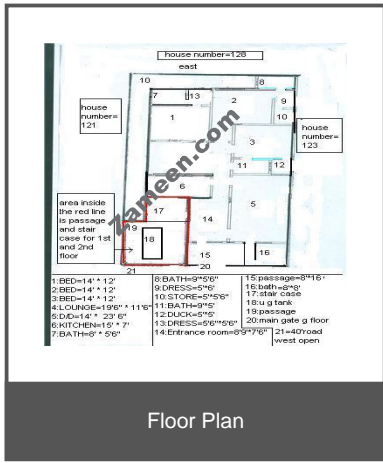 house number=128
east
10
8
7
13
2
9
10
house
number=
121
1
house
number=
123
3
11
12
6
5
area inside
the red line
is passage
and stair
case for 1st
and 2nd
floor
17
14
19
18
15
16
21
20
Zameen.com
1:BED=14' * 12'
2:BED=14' * 12'
3:BED=14' * 12'
4:LOUNGE=19'6" * 11'6"
5:D/D=14' * 23' 6"
6:KITCHEN=15' * 7'
7:BATH=8' * 5'6"
8:BATH=9'*5'6"
9:DRESS=5'*6'
10:STORE=5'*5'6"
11:BATH=9'*5'
12:DUCK=5'*5'
13:DRESS=5'6"*5'6"
14:Entrance room=8'9"*7'6"
15:passage=8'*16'
16:bath=8'*8'
17:stair case
18:u g tank
19:passage
20:main gate g floor
21=40'road
west open
Floor Plan